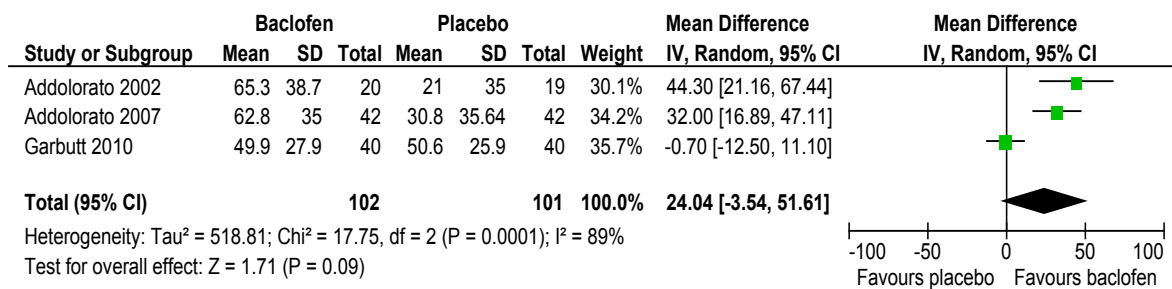 Baclofen Placebo Mean Difference Mean Difference
Study or Subgroup Mean SD Total Mean SD Total Weight IV, Random, 95% CI IV, Random, 95% CI
Addolorato 2002 65.3 38.7 20 21 35 19 30.1% 44.30 [21.16, 67.44]
Addolorato 2007 62.8 35 42 30.8 35.64 42 34.2% 32.00 [16.89, 47.11]
Garbutt 2010 49.9 27.9 40 50.6 25.9 40 35.7% -0.70 [-12.50, 11.10]
Total (95% CI) 102 101 100.0% 24.04 [-3.54, 51.61]
Heterogeneity: Tau² = 518.81; Chi² = 17.75, df = 2 (P = 0.0001); I² = 89%
Test for overall effect: Z = 1.71 (P = 0.09)
-100 -50 0 50 100
Favours placebo Favours baclofen